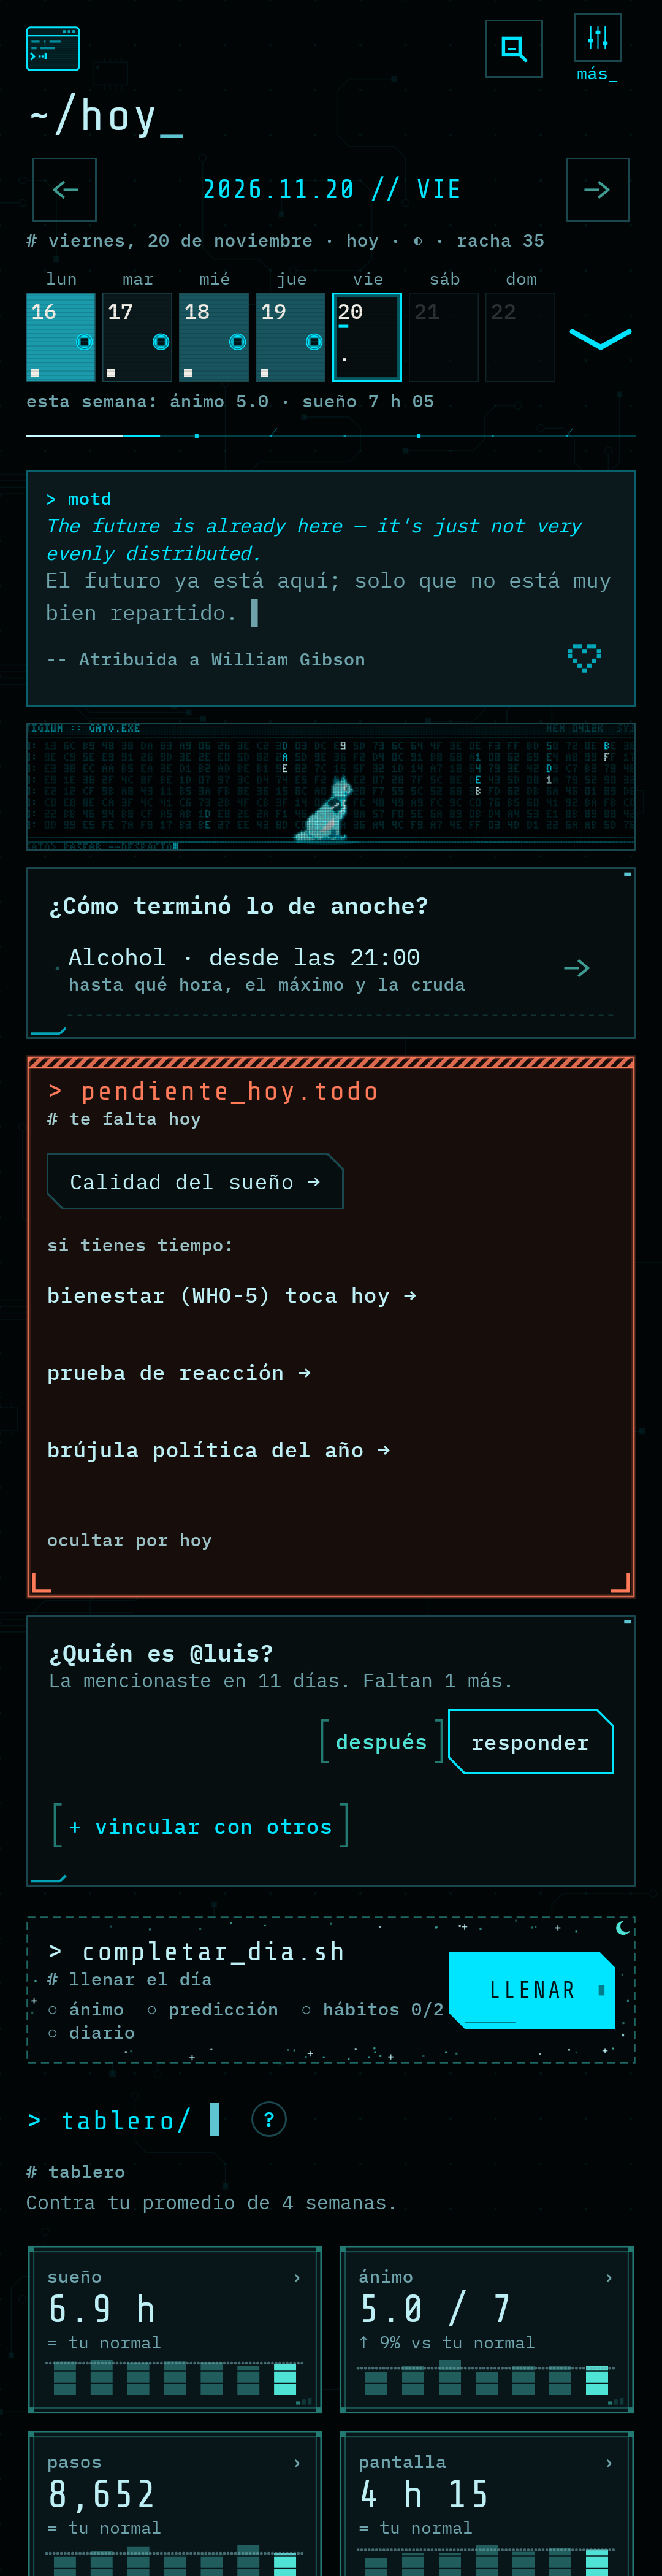 más_
~/hoy_
2026.11.20 // VIE
# viernes, 20 de noviembre · hoy · ◐ · racha 35
lun mar mié jue vie sáb dom
16 17 18 19 20 21 22
esta semana: ánimo 5.0 · sueño 7 h 05
> motd
The future is already here — it's just not very
evenly distributed.
El futuro ya está aquí; solo que no está muy
bien repartido.
-- Atribuida a William Gibson
:: GATO.EXE
¿Cómo terminó lo de anoche?
Alcohol · desde las 21:00
hasta qué hora, el máximo y la cruda
> pendiente_hoy.todo
# te falta hoy
Calidad del sueño →
si tienes tiempo:
bienestar (WHO-5) toca hoy →
prueba de reacción →
brújula política del año →
ocultar por hoy
¿Quién es @luis?
La mencionaste en 11 días. Faltan 1 más.
[después] responder
[+ vincular con otros]
> completar_dia.sh
# llenar el día
○ ánimo ○ predicción ○ hábitos 0/2
○ diario
LLENAR
> tablero/ ?
# tablero
Contra tu promedio de 4 semanas.
sueño ›
6.9 h
= tu normal
ánimo ›
5.0 / 7
↑ 9% vs tu normal
pasos ›
8,652
= tu normal
pantalla ›
4 h 15
= tu normal